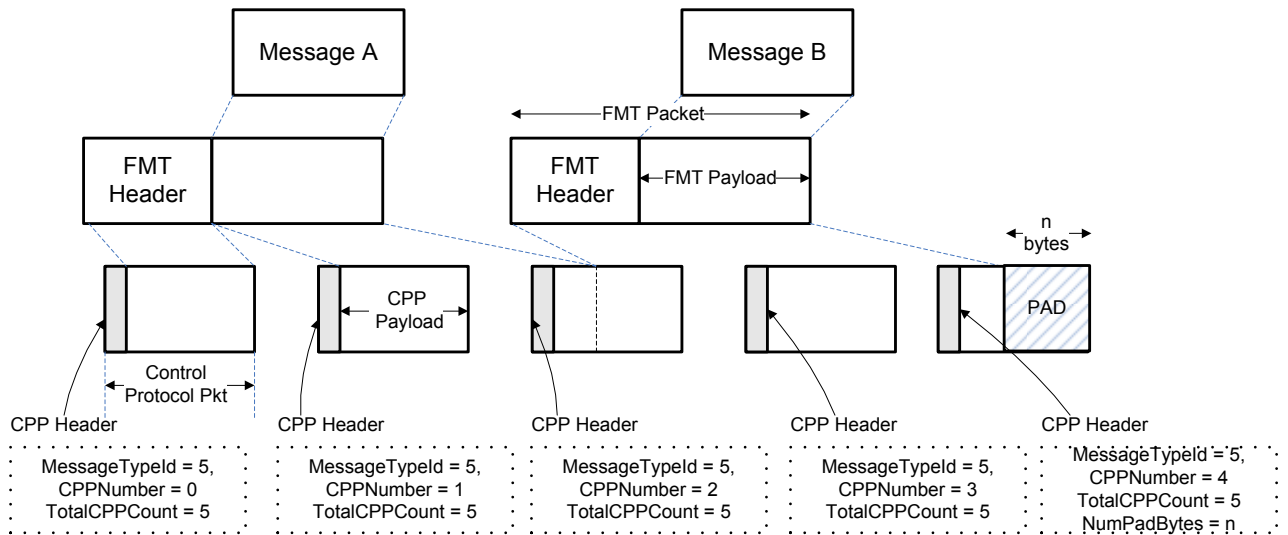 Message A
Message B
FMT Packet
FMT
Header
FMT
Header
FMT Payload
n
bytes
CPP
Payload
PAD
Control
Protocol Pkt
CPP Header
CPP Header
CPP Header
CPP Header
CPP Header
MessageTypeId = 5,
CPPNumber = 0
TotalCPPCount = 5
MessageTypeId = 5,
CPPNumber = 1
TotalCPPCount = 5
MessageTypeId = 5,
CPPNumber = 2
TotalCPPCount = 5
MessageTypeId = 5,
CPPNumber = 3
TotalCPPCount = 5
MessageTypeId = 5,
CPPNumber = 4
TotalCPPCount = 5
NumPadBytes = n